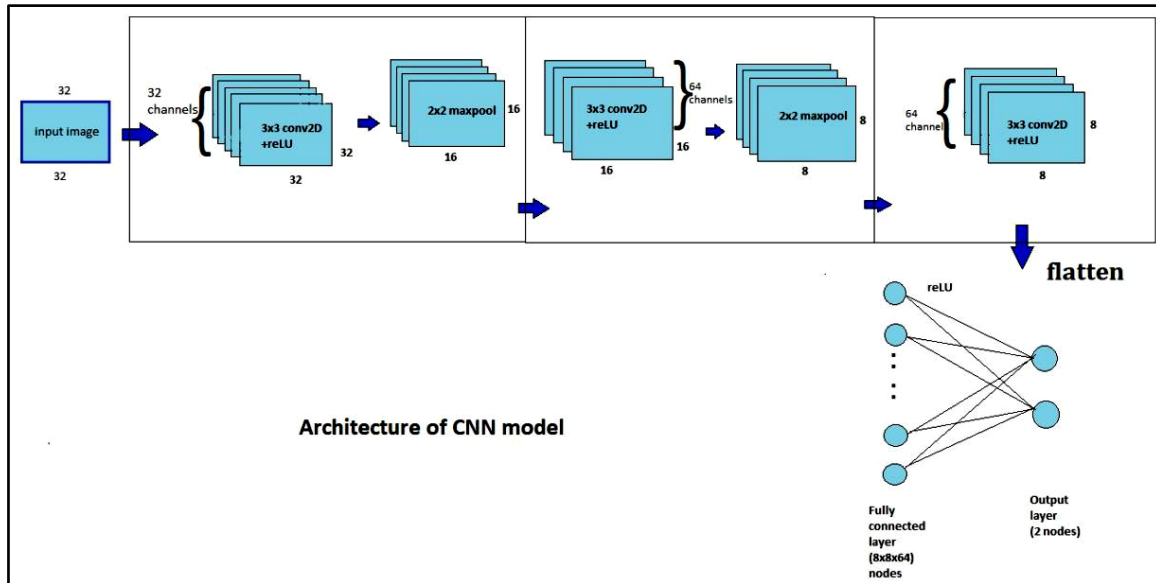 32
input image
32
32
channels
{
3x3 conv2D
+reLU
32
32
2x2 maxpool
16
16
3x3 conv2D
+reLU
}
64
channels
16
16
2x2 maxpool
8
8
64
channel
{
3x3 conv2D
+reLU
8
8
flatten
reLU
Architecture of CNN model
Fully
connected
layer
(8x8x64)
nodes
Output
layer
(2 nodes)